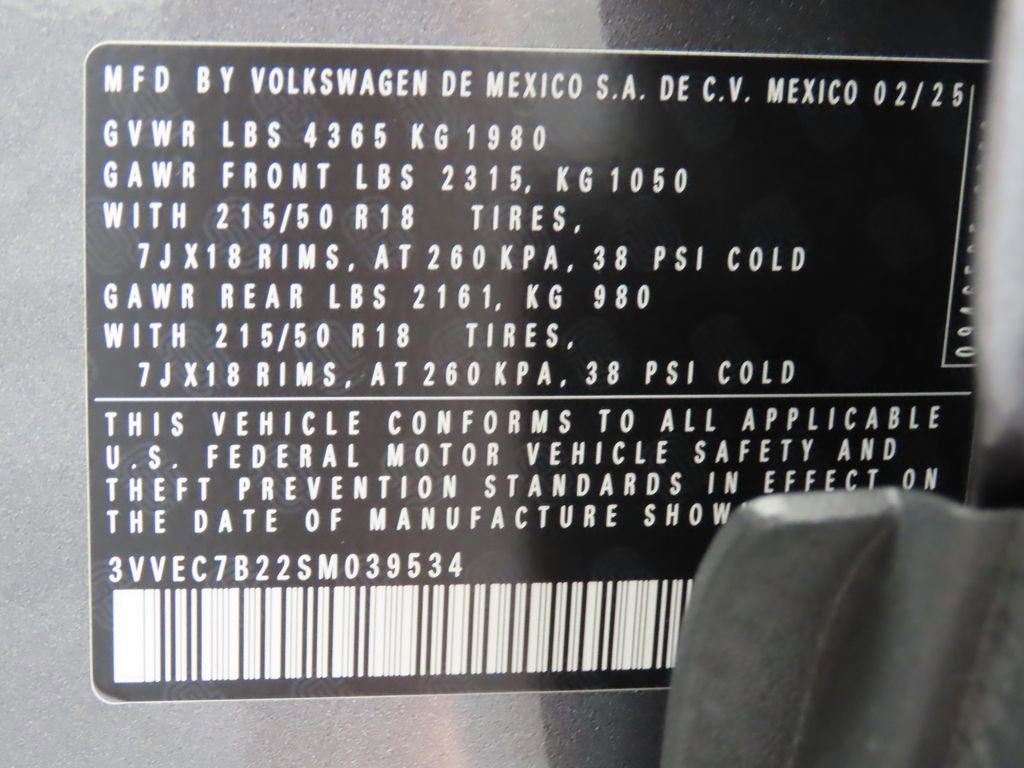 MFD BY VOLKSWAGEN DE MEXICO S.A. DE C.V. MEXICO 02/25
GVWR LBS 4365 KG 1980
GAWR FRONT LBS 2315, KG 1050
WITH 215/50 R18 TIRES,
7JX18 RIMS, AT 260 KPA, 38 PSI COLD
GAWR REAR LBS 2161, KG 980
WITH 215/50 R18 TIRES,
7JX18 RIMS, AT 260 KPA, 38 PSI COLD
THIS VEHICLE CONFORMS TO ALL APPLICABLE
U.S. FEDERAL MOTOR VEHICLE SAFETY AND
THEFT PREVENTION STANDARDS IN EFFECT ON
THE DATE OF MANUFACTURE
3VVEC7B22SM039534